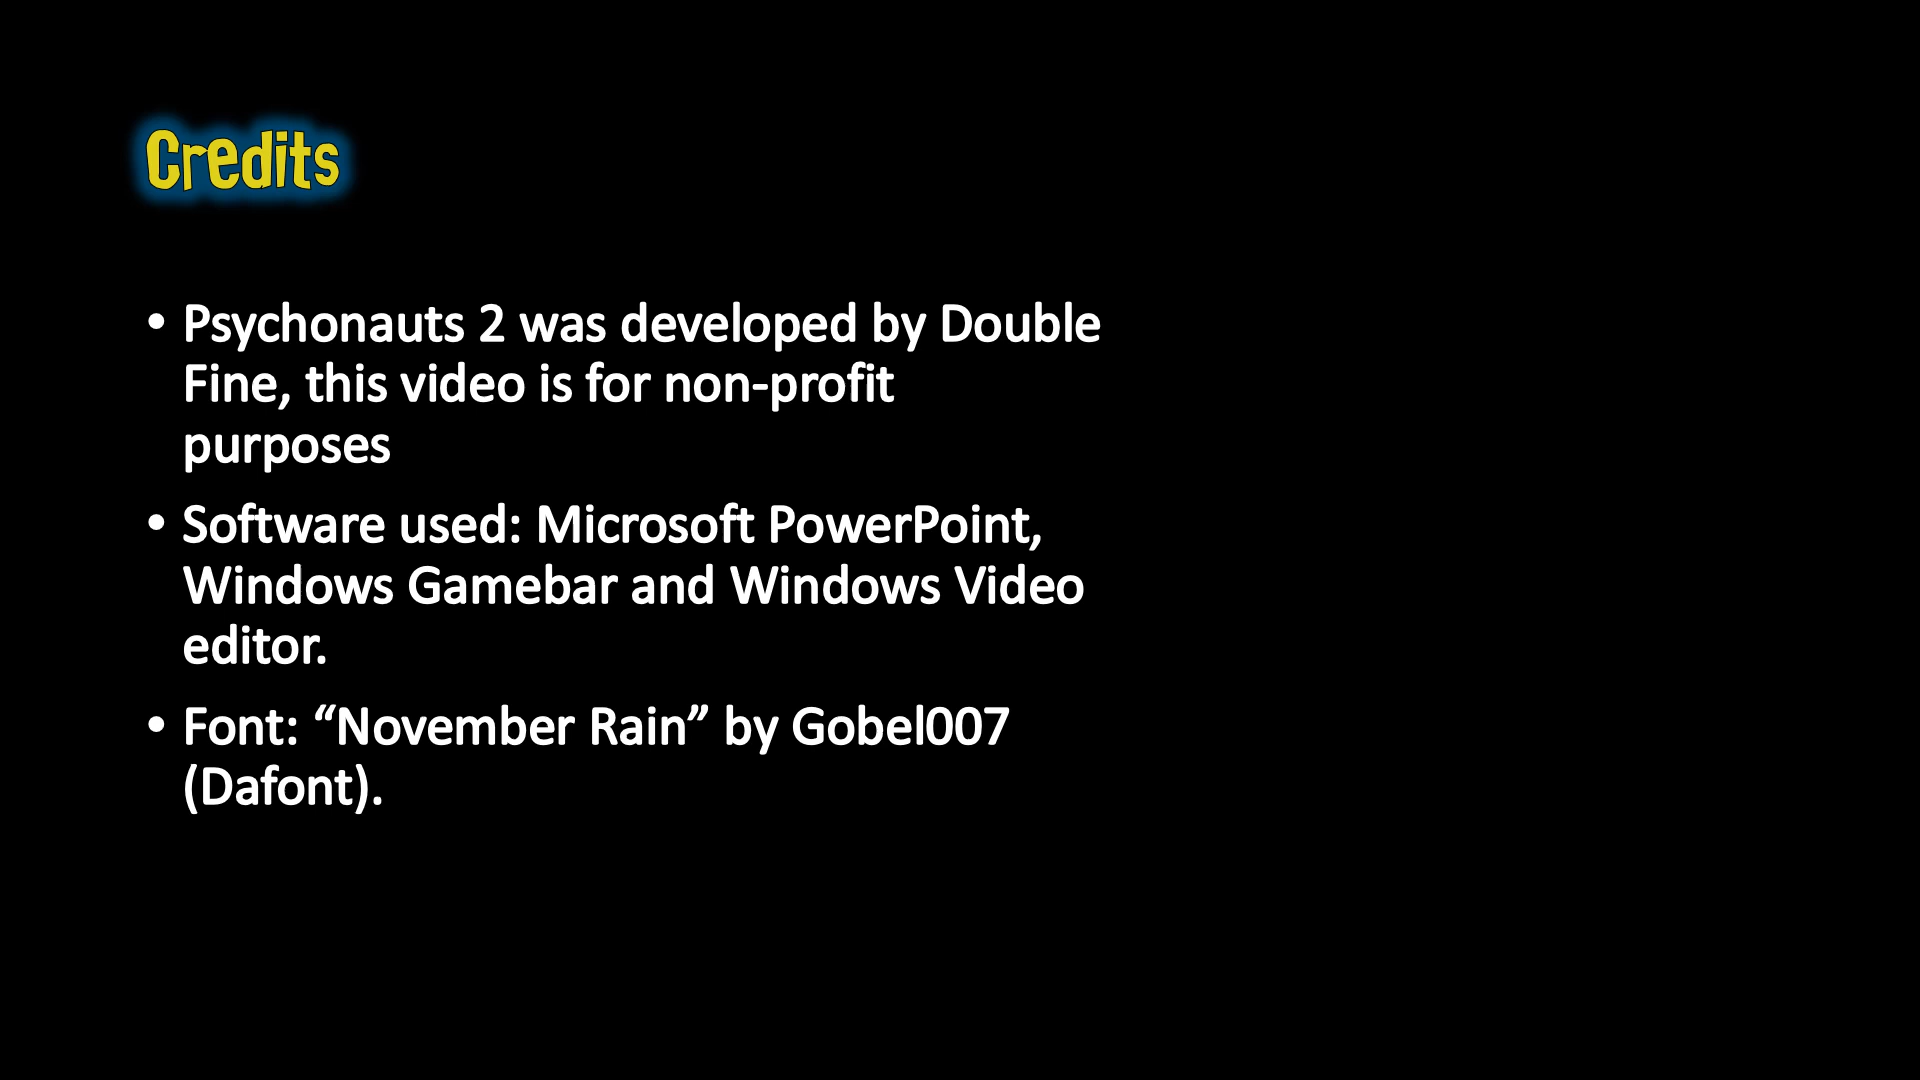 Credits
• Psychonauts 2 was developed by Double
Fine, this video is for non-profit
purposes
• Software used: Microsoft PowerPoint,
Windows Gamebar and Windows Video
editor.
• Font: “November Rain” by Gobel007
(Dafont).